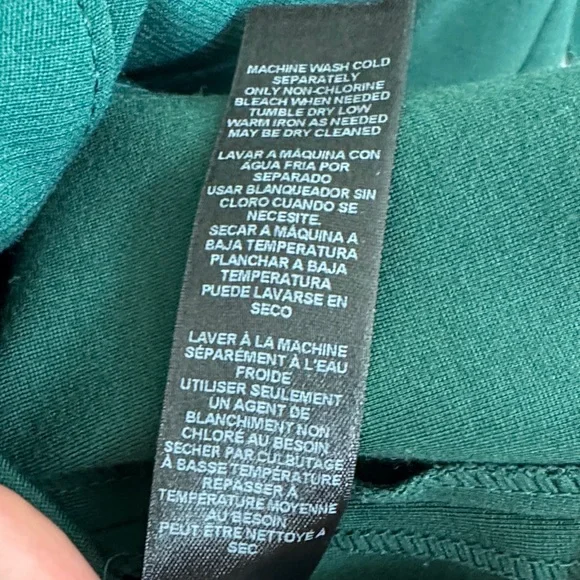 MACHINE WASH COLD
SEPARATELY
ONLY NON-CHLORINE
BLEACH WHEN NEEDED
TUMBLE DRY LOW
WARM IRON AS NEEDED
MAY BE DRY CLEANED
LAVAR A MÁQUINA CON
AGUA FRIA POR
SEPARADO
USAR BLANQUEADOR SIN
CLORO CUANDO SE
NECESITE.
SECAR A MÁQUINA A
BAJA TEMPERATURA
PLANCHAR A BAJA
TEMPERATURA
PUEDE LAVARSE EN
SECO
LAVER À LA MACHINE
SÉPARÉMENT À L'EAU
FROIDE
UTILISER SEULEMENT
UN AGENT DE
BLANCHIMENT NON
CHLORÉ AU BESOIN
SÉCHER PAR CULBUTAGE
À BASSE TEMPÉRATURE
REPASSER À
TEMPÉRATURE MOYENNE
AU BESOIN
PEUT ÊTRE NETTOYÉ À
SEC